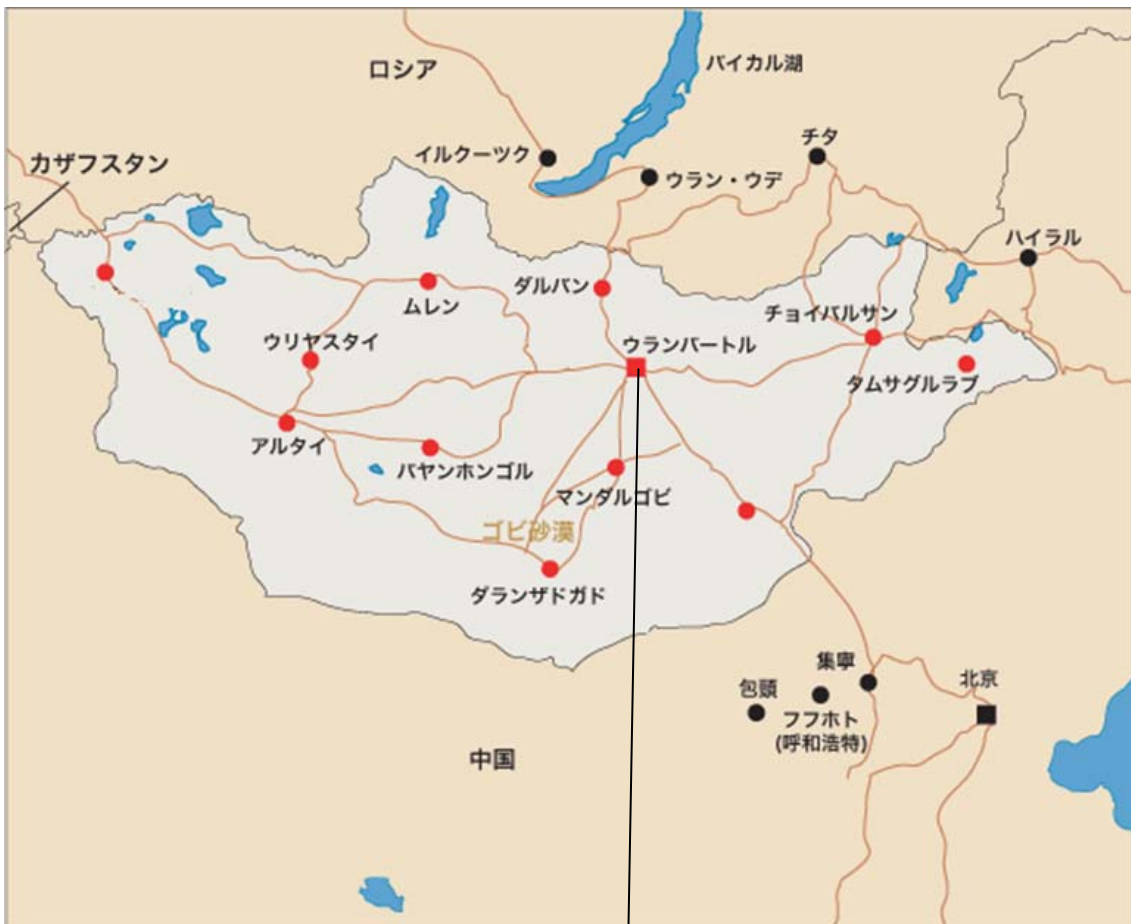 ロシア
バイカル湖
チタ
カザフスタン
イルクーツク
ウラン・ウデ
ハイラル
ムレン
ダルバン
チョイバルサン
ウリヤスタイ
ウランバートル
タムサグルラブ
アルタイ
バヤンホンゴル
マンダルゴビ
ゴビ砂漠
ダランザドガド
集寧
北京
包頭
フフホト
(呼和浩特)
中国